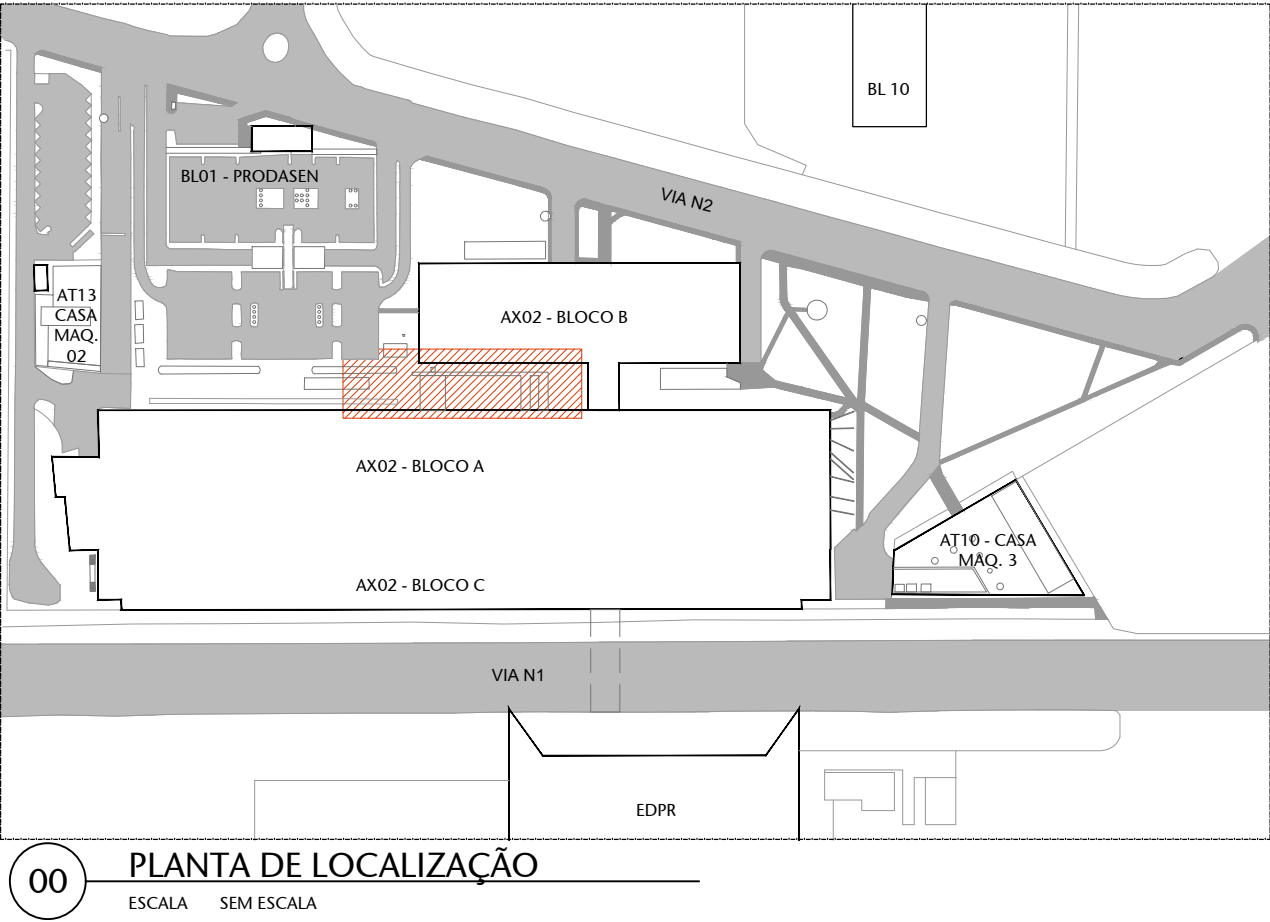 BL 10
BL01 - PRODASEN
VIA N2
AT13
CASA
MAQ.
02
AX02 - BLOCO B
AX02 - BLOCO A
AT10 - CASA
MAQ. 3
AX02 - BLOCO C
VIA N1
EDPR
00
PLANTA DE LOCALIZAÇÃO
ESCALA SEM ESCALA